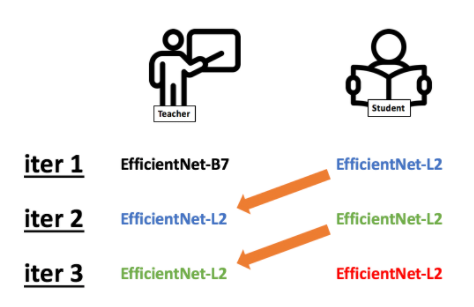 Teacher
Student
iter 1 EfficientNet-B7 EfficientNet-L2
iter 2 EfficientNet-L2 EfficientNet-L2
iter 3 EfficientNet-L2 EfficientNet-L2